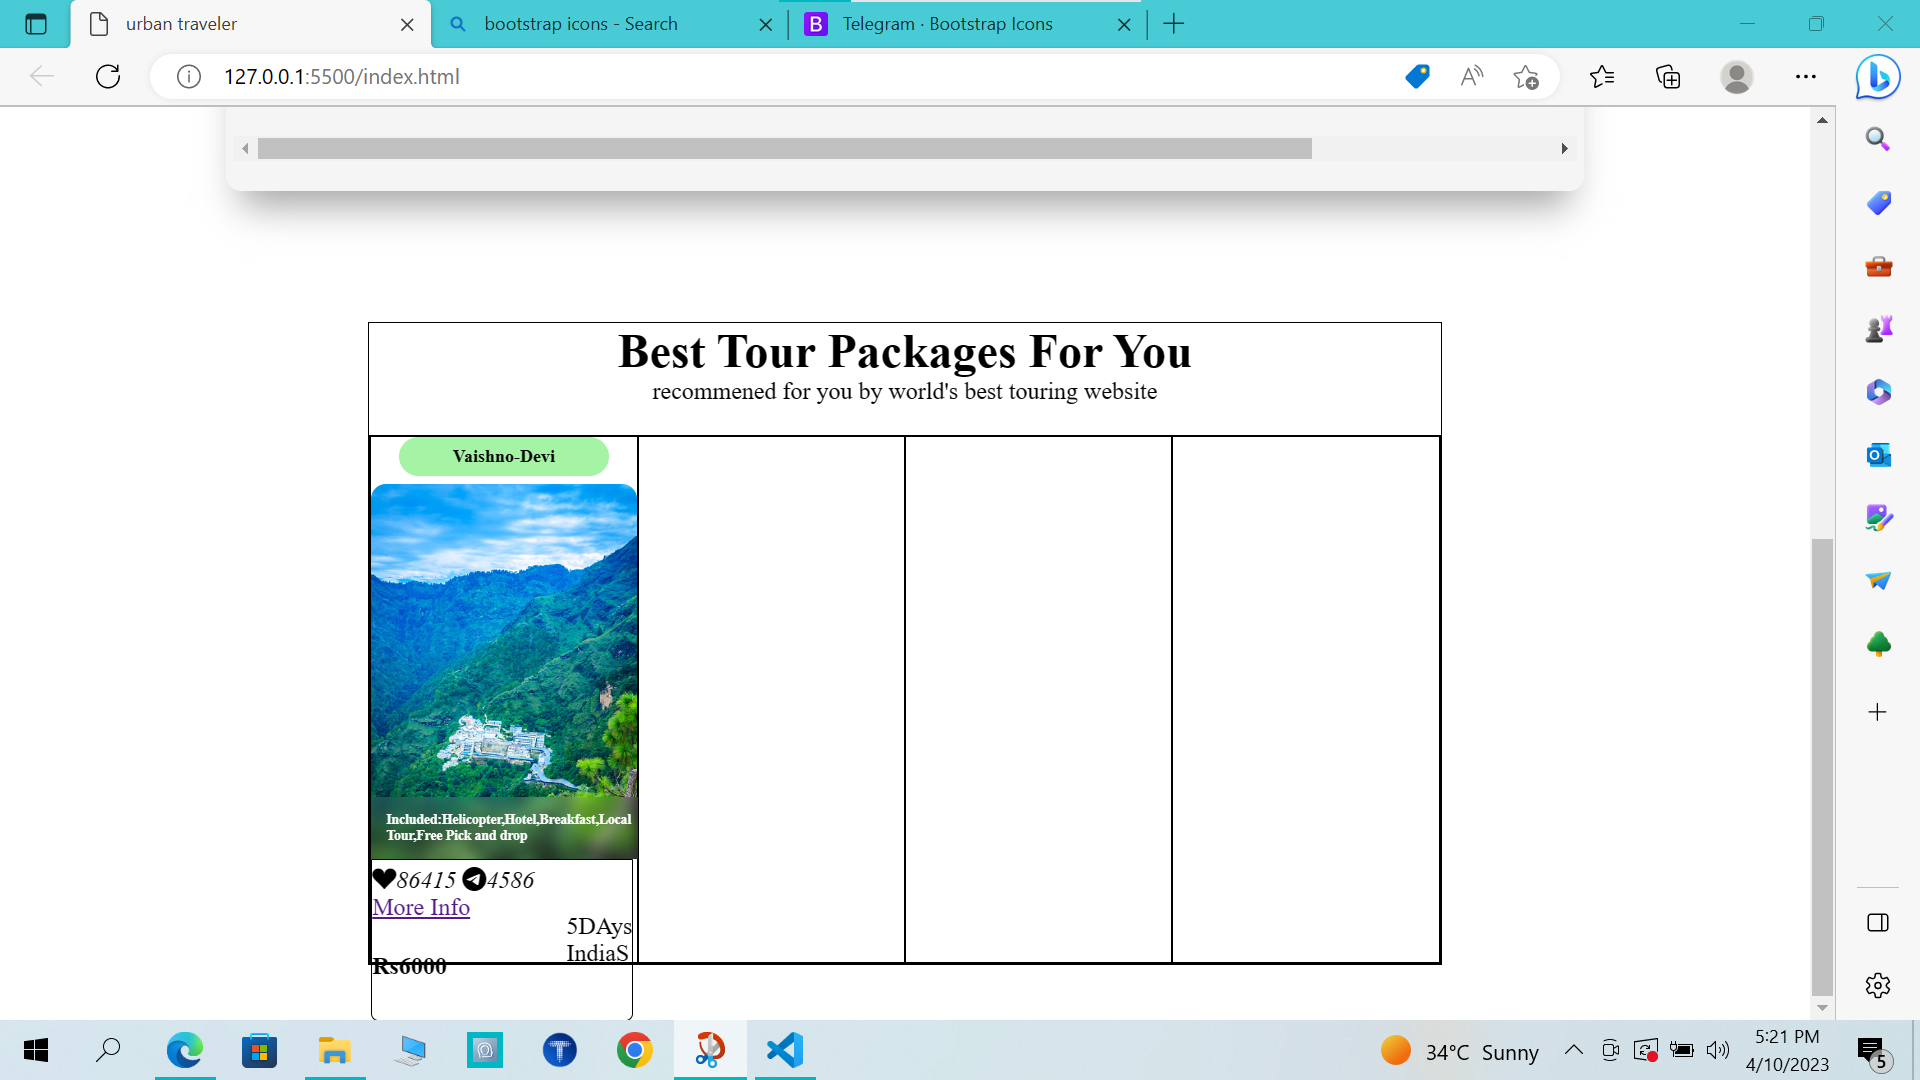 urban traveler
bootstrap icons - Search
B
Telegram · Bootstrap Icons
127.0.0.1:5500/index.html
Best Tour Packages For You
recommened for you by world's best touring website
Vaishno-Devi
Included:Helicopter,Hotel,Breakfast,Local
Tour,Free Pick and drop
86415 4586
More Info
5DAys
IndiaS
Rs6000
34°C Sunny
5:21 PM
4/10/2023
5